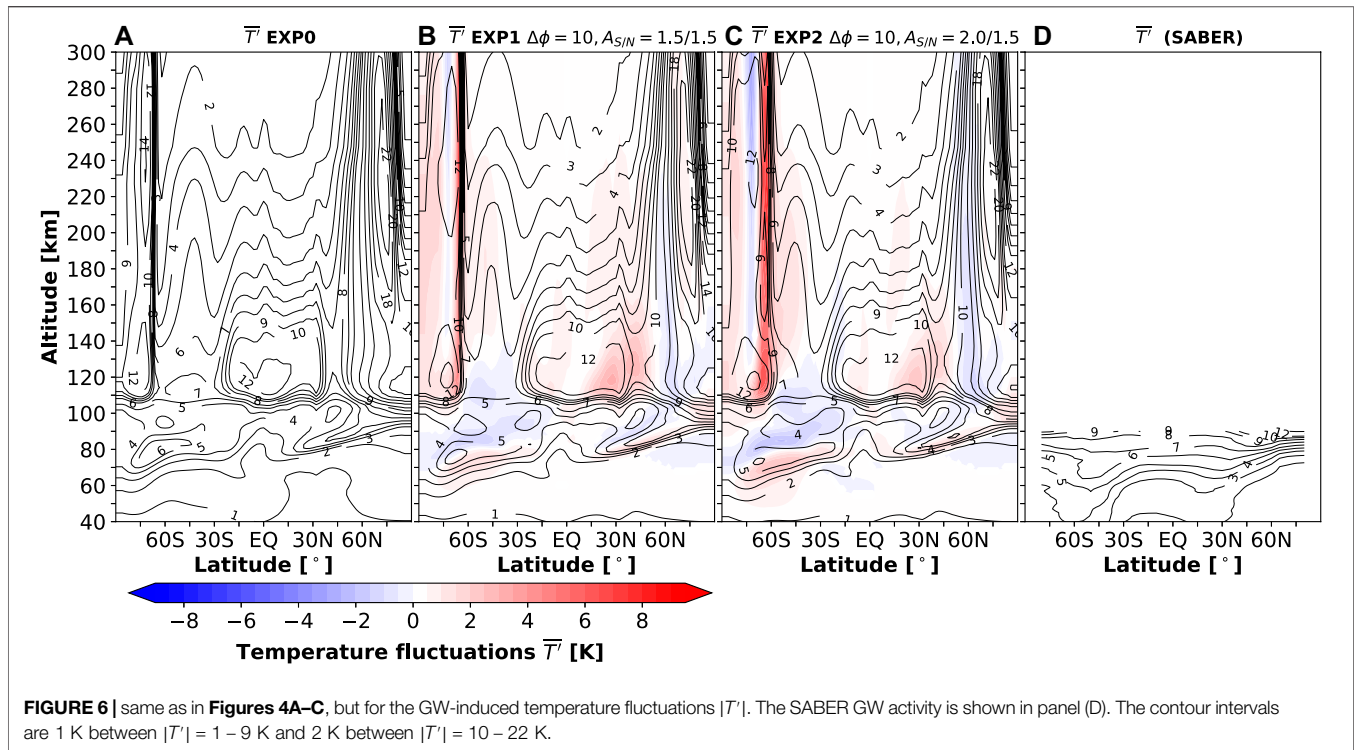 A T̅'̅ EXP0
B T̅'̅ EXP1 Δϕ = 10, A_{S/N} = 1.5/1.5
C T̅'̅ EXP2 Δϕ = 10, A_{S/N} = 2.0/1.5
D T̅'̅ (SABER)
Altitude [km]
300
280
260
240
220
200
180
160
140
120
100
80
60
40
60S 30S EQ 30N 60N
60S 30S EQ 30N 60N
60S 30S EQ 30N 60N
60S 30S EQ 30N 60N
Latitude [°]
Latitude [°]
Latitude [°]
Latitude [°]
−8 −6 −4 −2 0 2 4 6 8
Temperature fluctuations T̅'̅ [K]
FIGURE 6 | same as in Figures 4A–C, but for the GW-induced temperature fluctuations |T'|. The SABER GW activity is shown in panel (D). The contour intervals
are 1 K between |T'| = 1 – 9 K and 2 K between |T'| = 10 – 22 K.